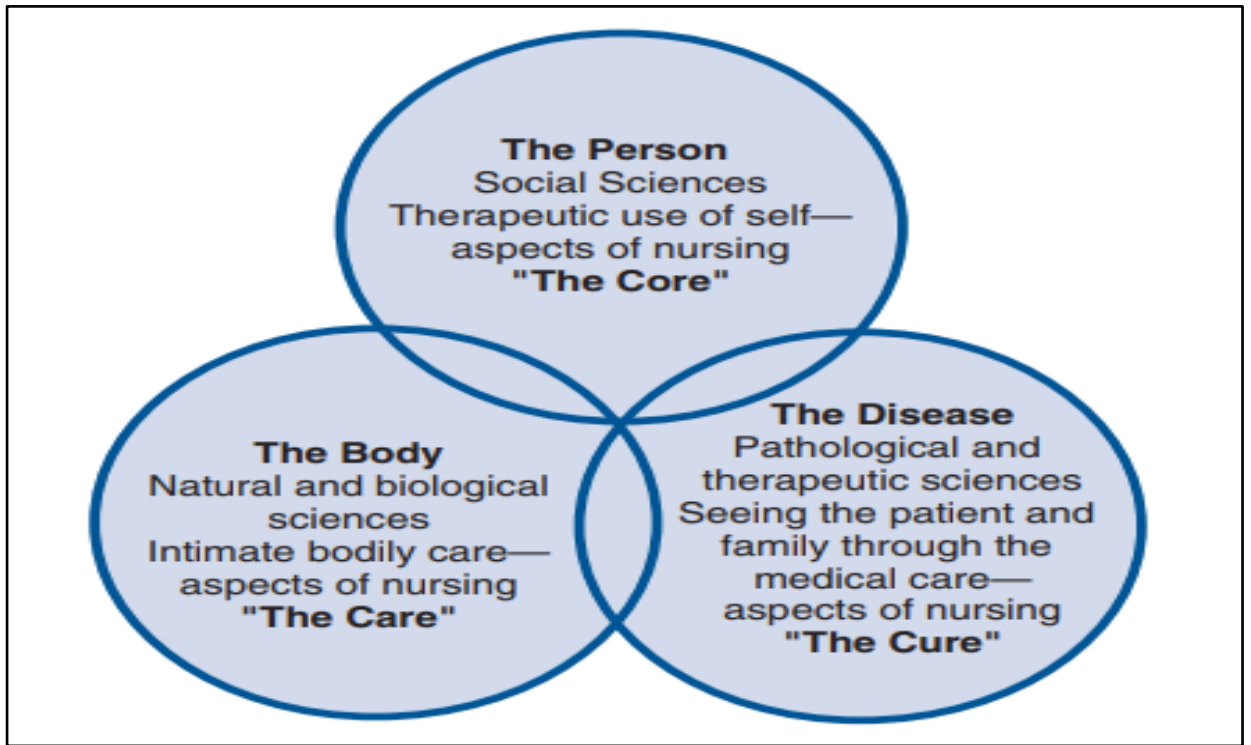 The Person
Social Sciences
Therapeutic use of self—
aspects of nursing
"The Core"
The Body
Natural and biological
sciences
Intimate bodily care—
aspects of nursing
"The Care"
The Disease
Pathological and
therapeutic sciences
Seeing the patient and
family through the
medical care—
aspects of nursing
"The Cure"